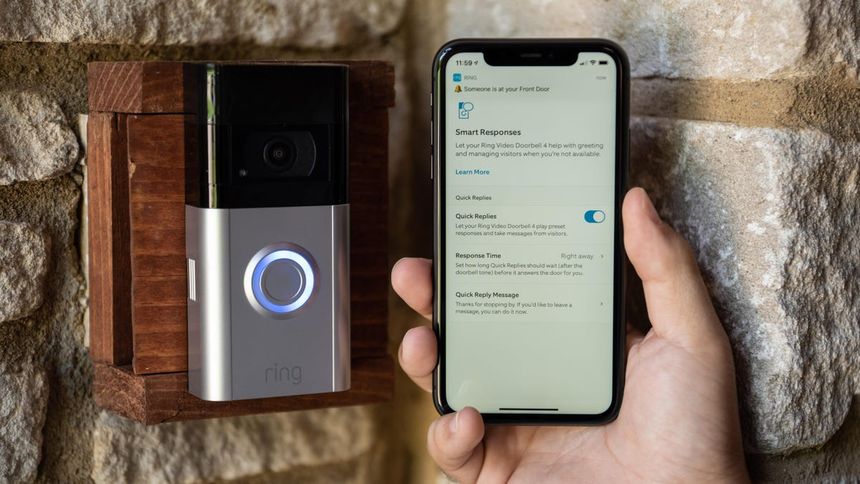 ring
11:59
RING
now
Someone is at your Front Door
Smart Responses
Let your Ring Video Doorbell 4 help with greeting
and managing visitors when you're not available.
Learn More
Quick Replies
Quick Replies
Let your Ring Video Doorbell 4 play preset
responses and take messages from visitors.
Response Time
Right away
Set how long Quick Replies should wait (after the
doorbell tone) before it answers the door for you.
Quick Reply Message
Thanks for stopping by. If you'd like to leave a
message, you can do it now.